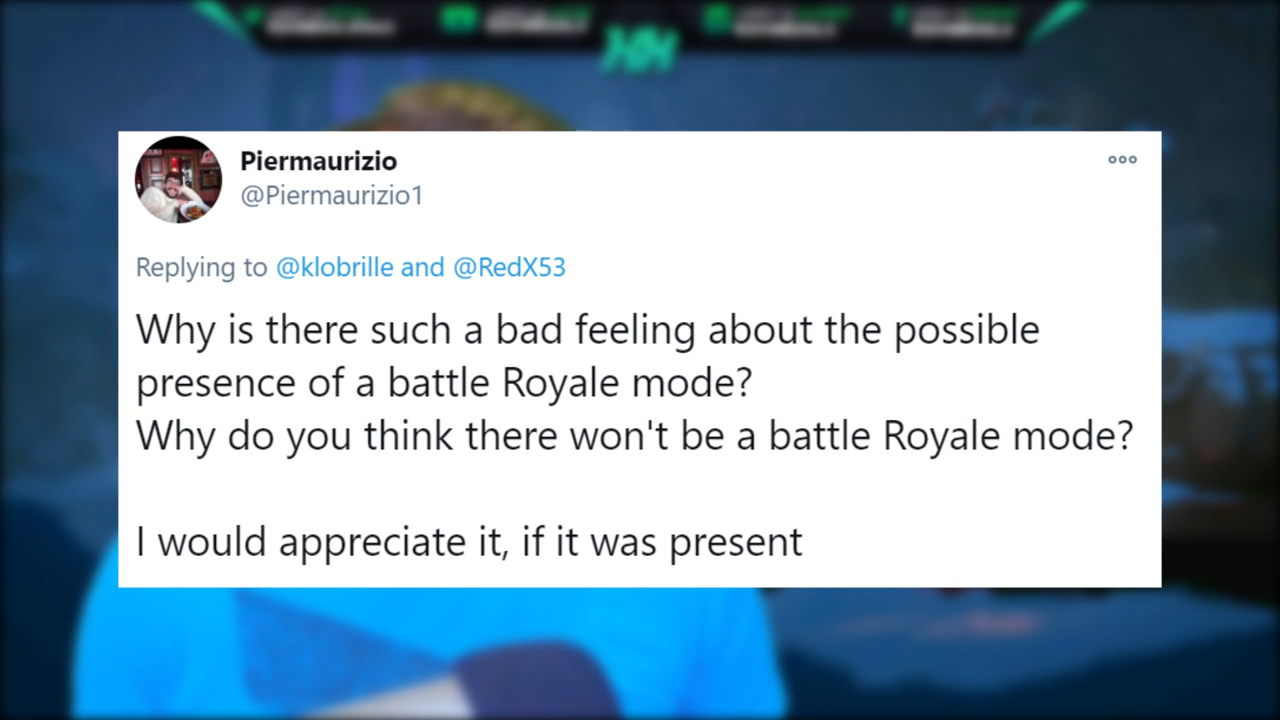 HH
Piermaurizio
@Piermaurizio1
Replying to @klobrille and @RedX53
Why is there such a bad feeling about the possible
presence of a battle Royale mode?
Why do you think there won't be a battle Royale mode?
I would appreciate it, if it was present